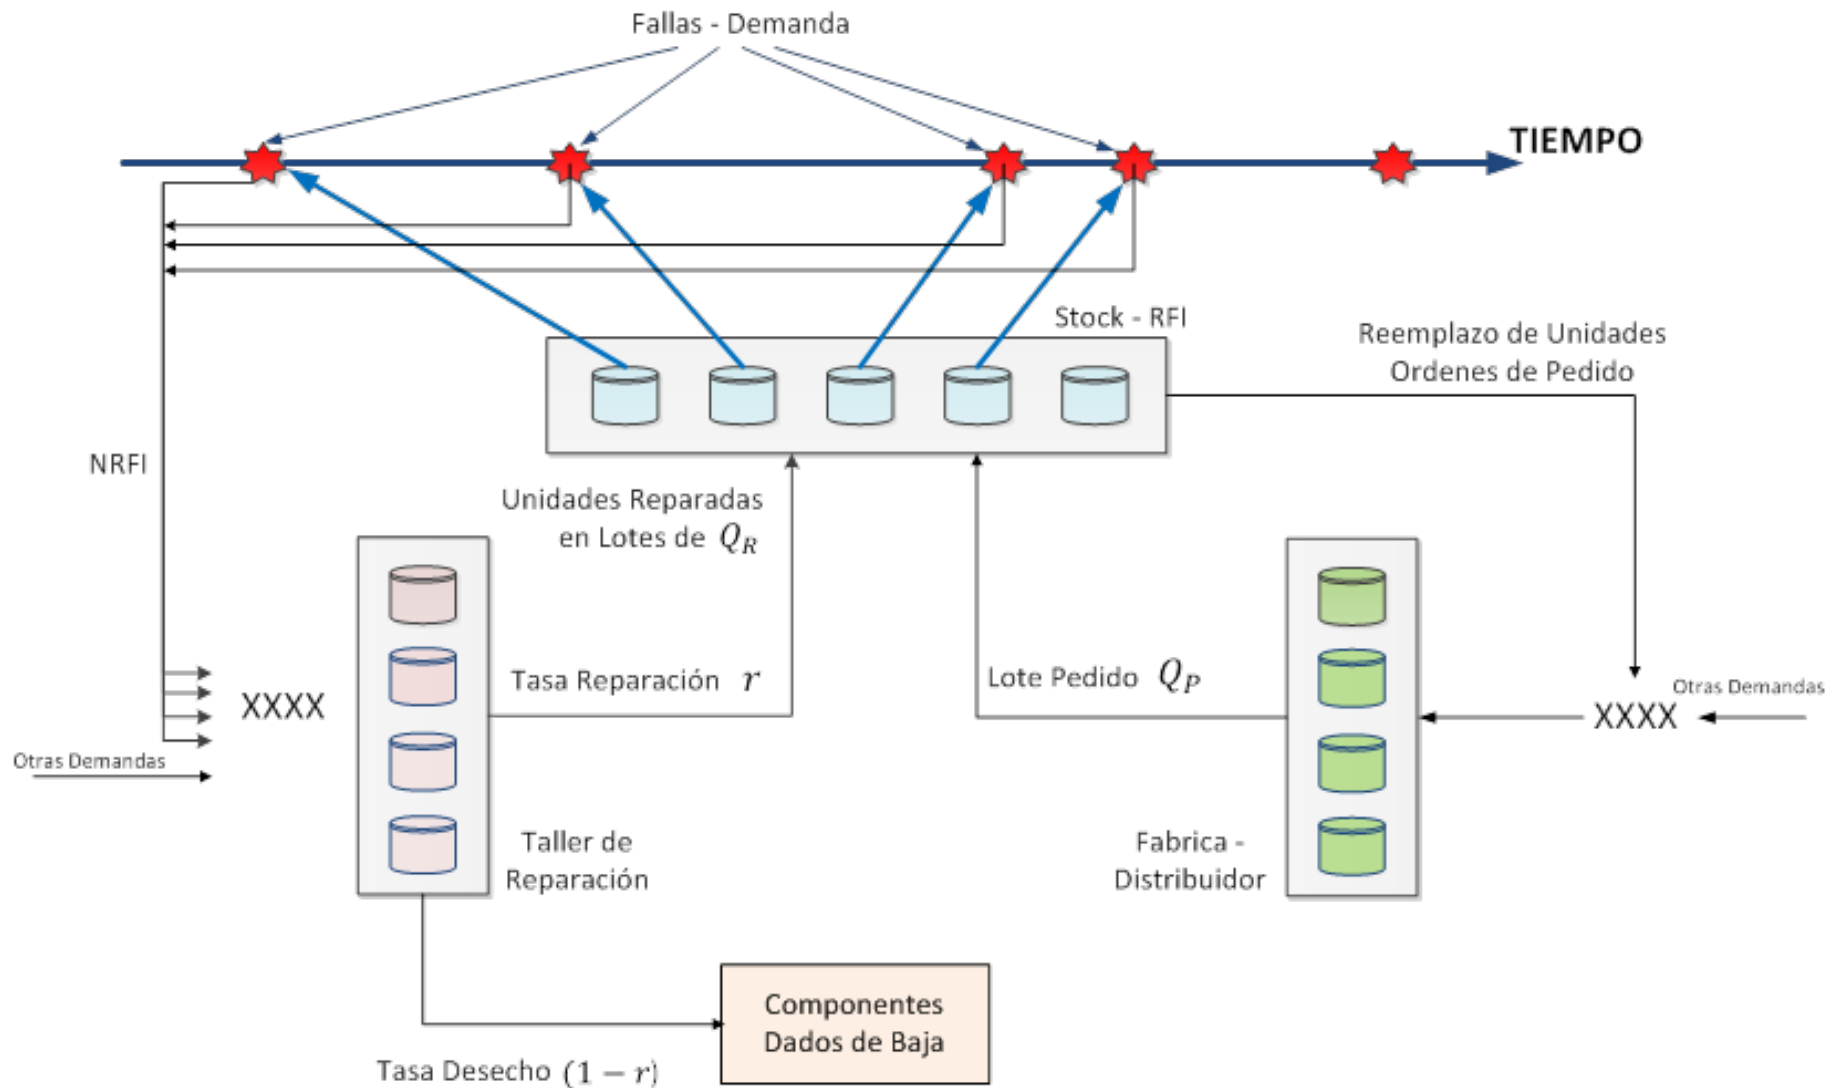 Fallas - Demanda
TIEMPO
Stock - RFI
Reemplazo de Unidades
Ordenes de Pedido
NRFI
Unidades Reparadas
en Lotes de Q_R
Tasa Reparación r
Lote Pedido Q_P
Otras Demandas
XXXX
XXXX
Otras Demandas
Taller de
Reparación
Fabrica -
Distribuidor
Componentes
Dados de Baja
Tasa Desecho (1 − r)